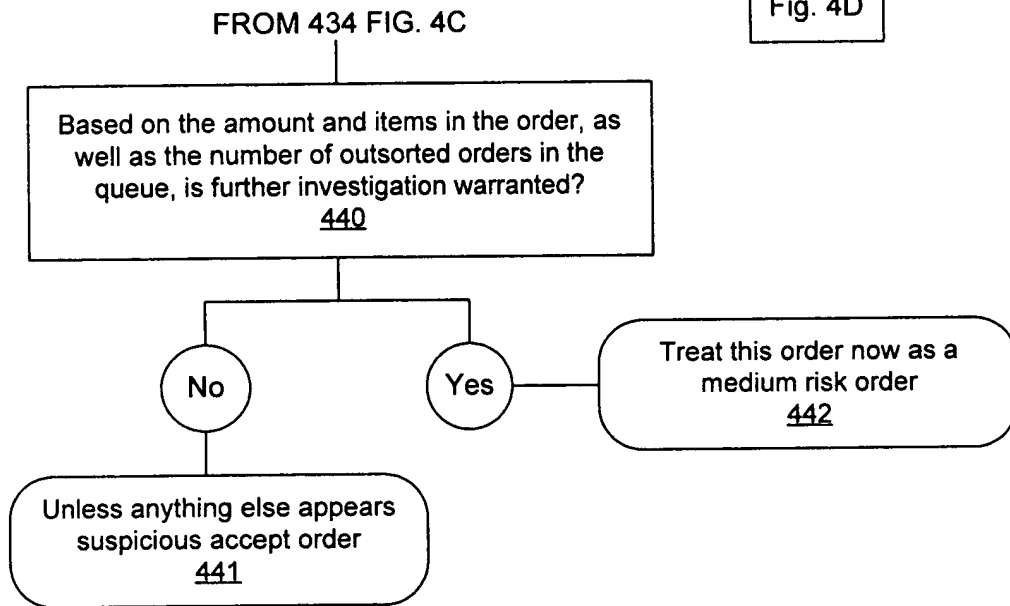 FROM 434 FIG. 4C
Fig. 4D
Based on the amount and items in the order, as
well as the number of outsorted orders in the
queue, is further investigation warranted?
440
No
Yes
Treat this order now as a
medium risk order
442
Unless anything else appears
suspicious accept order
441